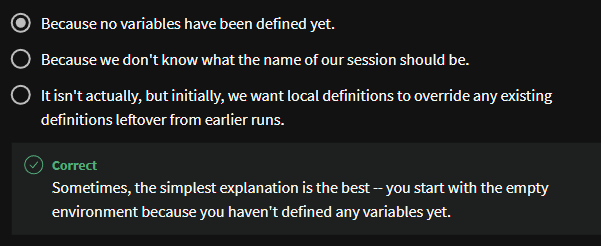 Because no variables have been defined yet.
Because we don't know what the name of our session should be.
It isn't actually, but initially, we want local definitions to override any existing
definitions leftover from earlier runs.
Correct
Sometimes, the simplest explanation is the best -- you start with the empty
environment because you haven't defined any variables yet.